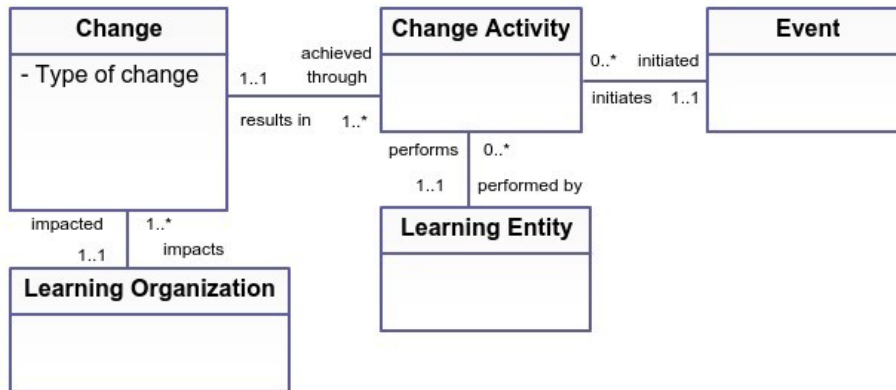 Change
- Type of change
Change Activity
Event
achieved
through
1..1
results in
1..*
0..*
initiated
initiates
1..1
performs
0..*
1..1
performed by
Learning Entity
impacted
1..*
1..1
impacts
Learning Organization